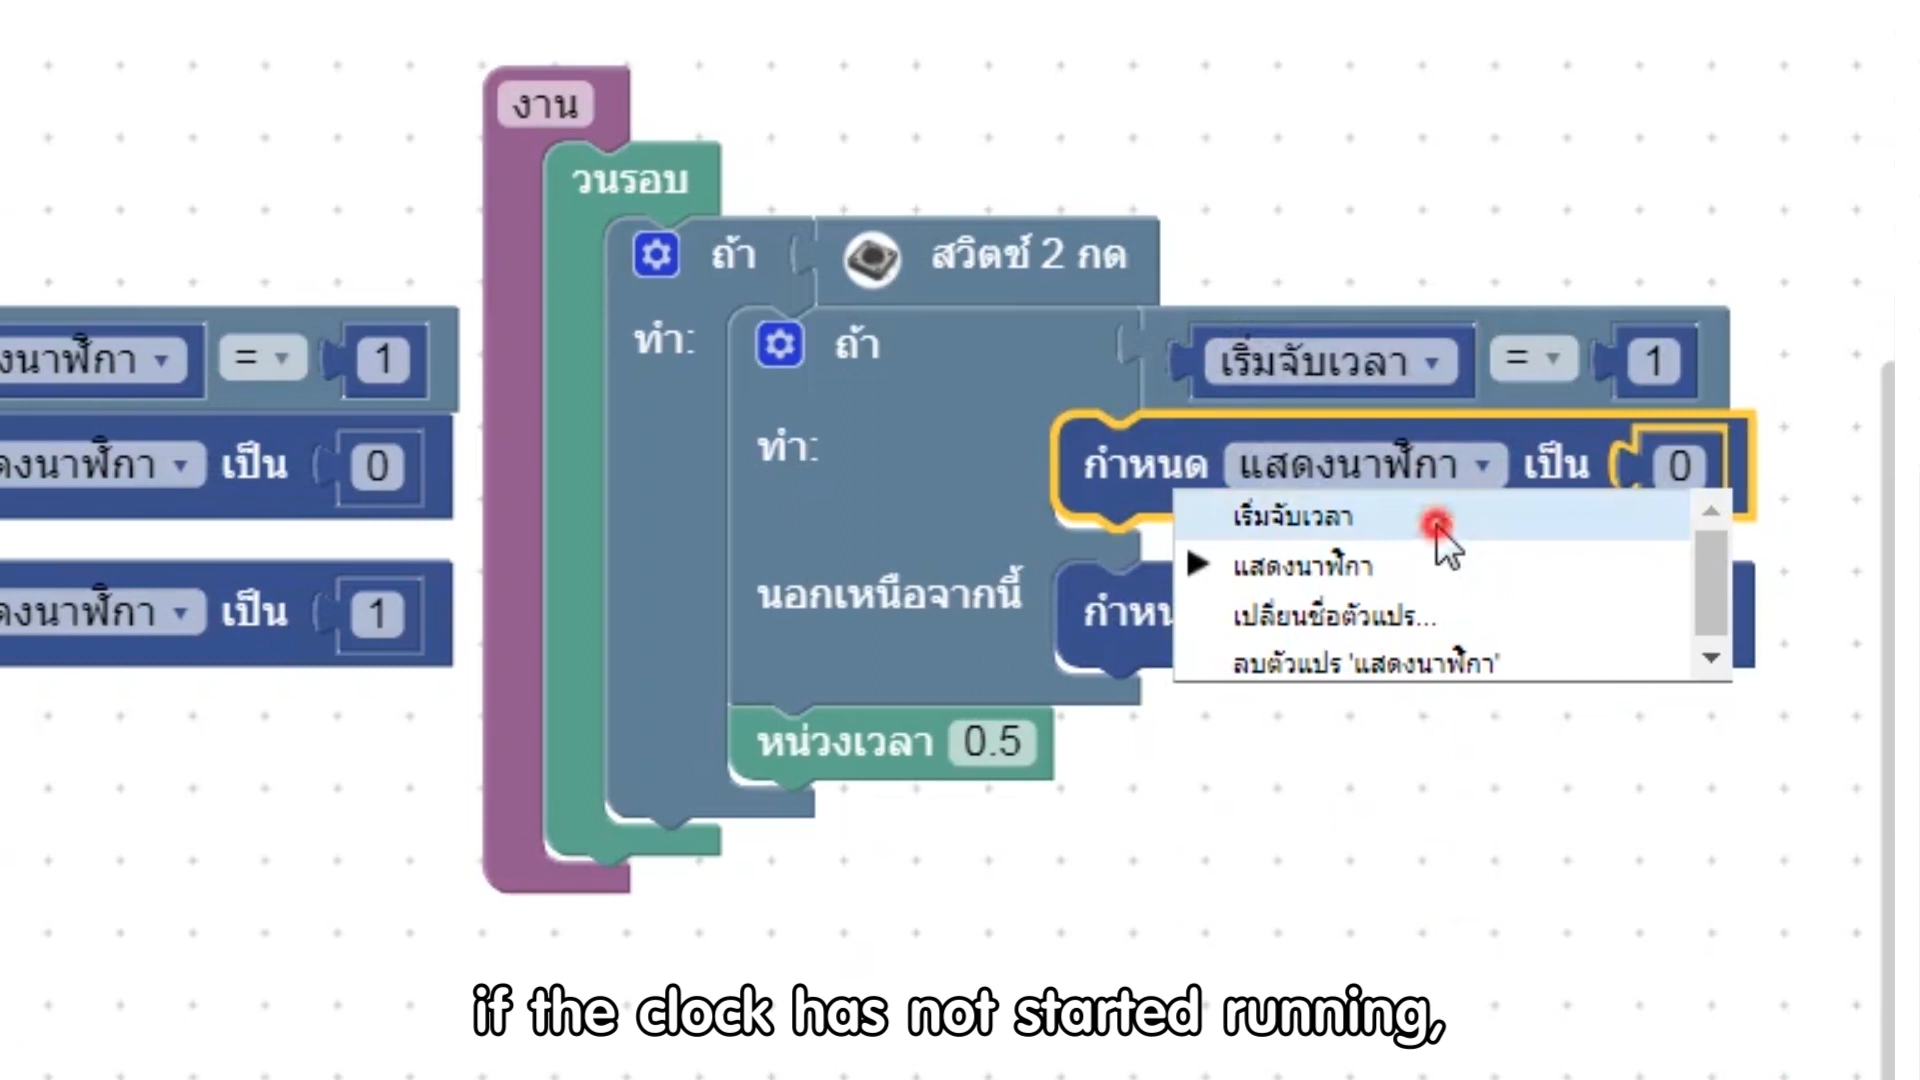 งาน
วนรอบ
ถ้า สวิตช์ 2 กด
ทำ: ถ้า เริ่มจับเวลา = 1
งนาฬิกา = 1
ทำ: กำหนด แสดงนาฬิกา เป็น 0
ดงนาฬิกา เป็น 0
เริ่มจับเวลา
แสดงนาฬิกา
เปลี่ยนชื่อตัวแปร...
ลบตัวแปร 'แสดงนาฬิกา'
นอกเหนือจากนี้ กำหน
ดงนาฬิกา เป็น 1
หน่วงเวลา 0.5
if the clock has not started running,